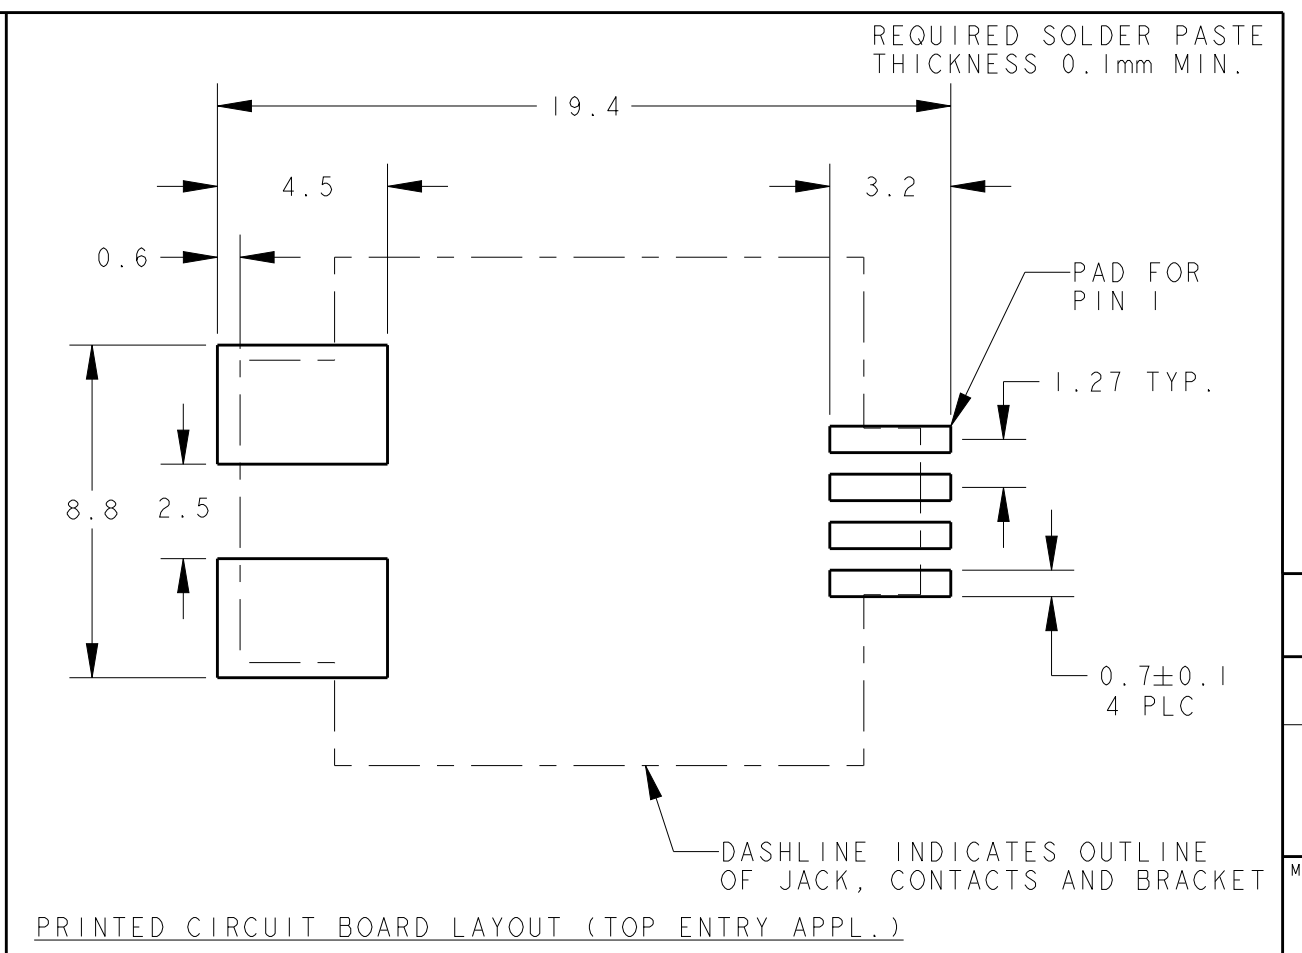 REQUIRED SOLDER PASTE
THICKNESS 0.1mm MIN.
19.4
4.5
3.2
0.6
PAD FOR
PIN 1
1.27 TYP.
8.8
2.5
0.7±0.1
4 PLC
DASHLINE INDICATES OUTLINE
OF JACK, CONTACTS AND BRACKET
M
PRINTED CIRCUIT BOARD LAYOUT (TOP ENTRY APPL.)